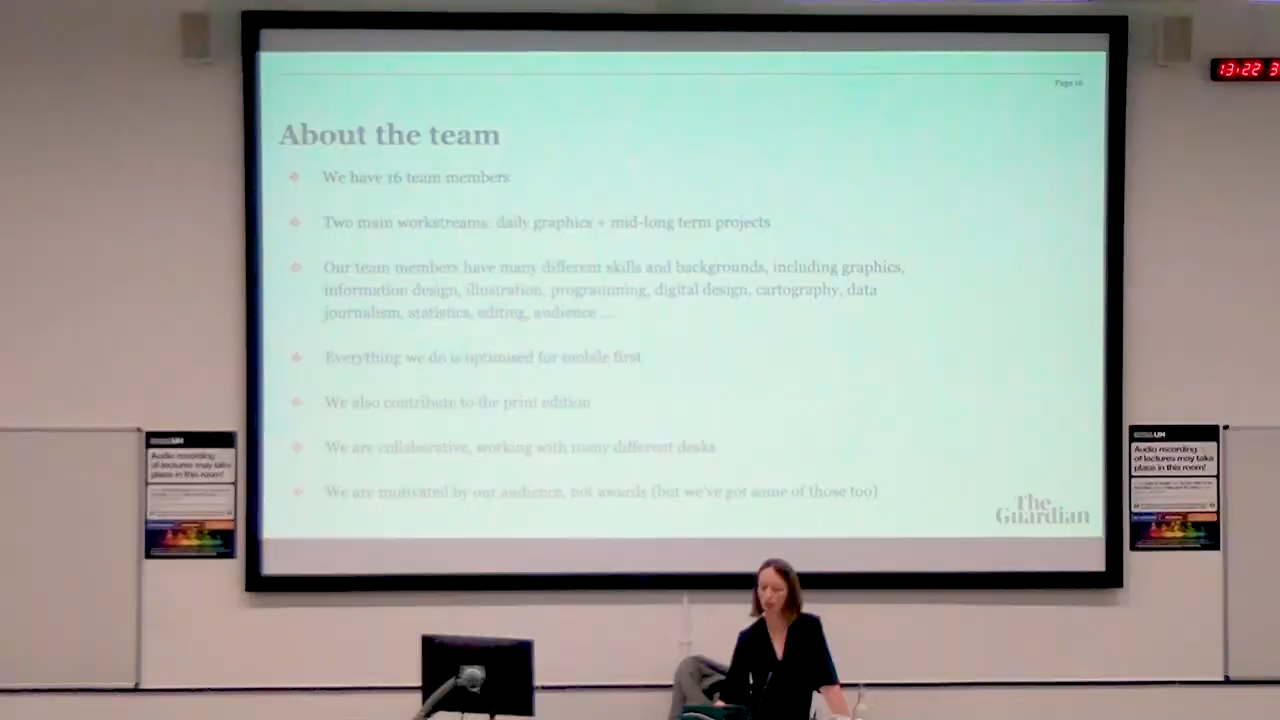 13:22 3
Page 16
About the team
We have 16 team members
Two main workstreams: daily graphics + mid-long term projects
Our team members have many different skills and backgrounds, including graphics,
information design, illustration, programming, digital design, cartography, data
journalism, statistics, editing, audience ...
Everything we do is optimised for mobile first
We also contribute to the print edition
We are collaborative, working with many different desks
We are motivated by our audience, not awards (but we've got some of those too)
The
Guardian
Audio recording
of lectures may take
place in this room!
Audio recording
of lectures may take
place in this room!